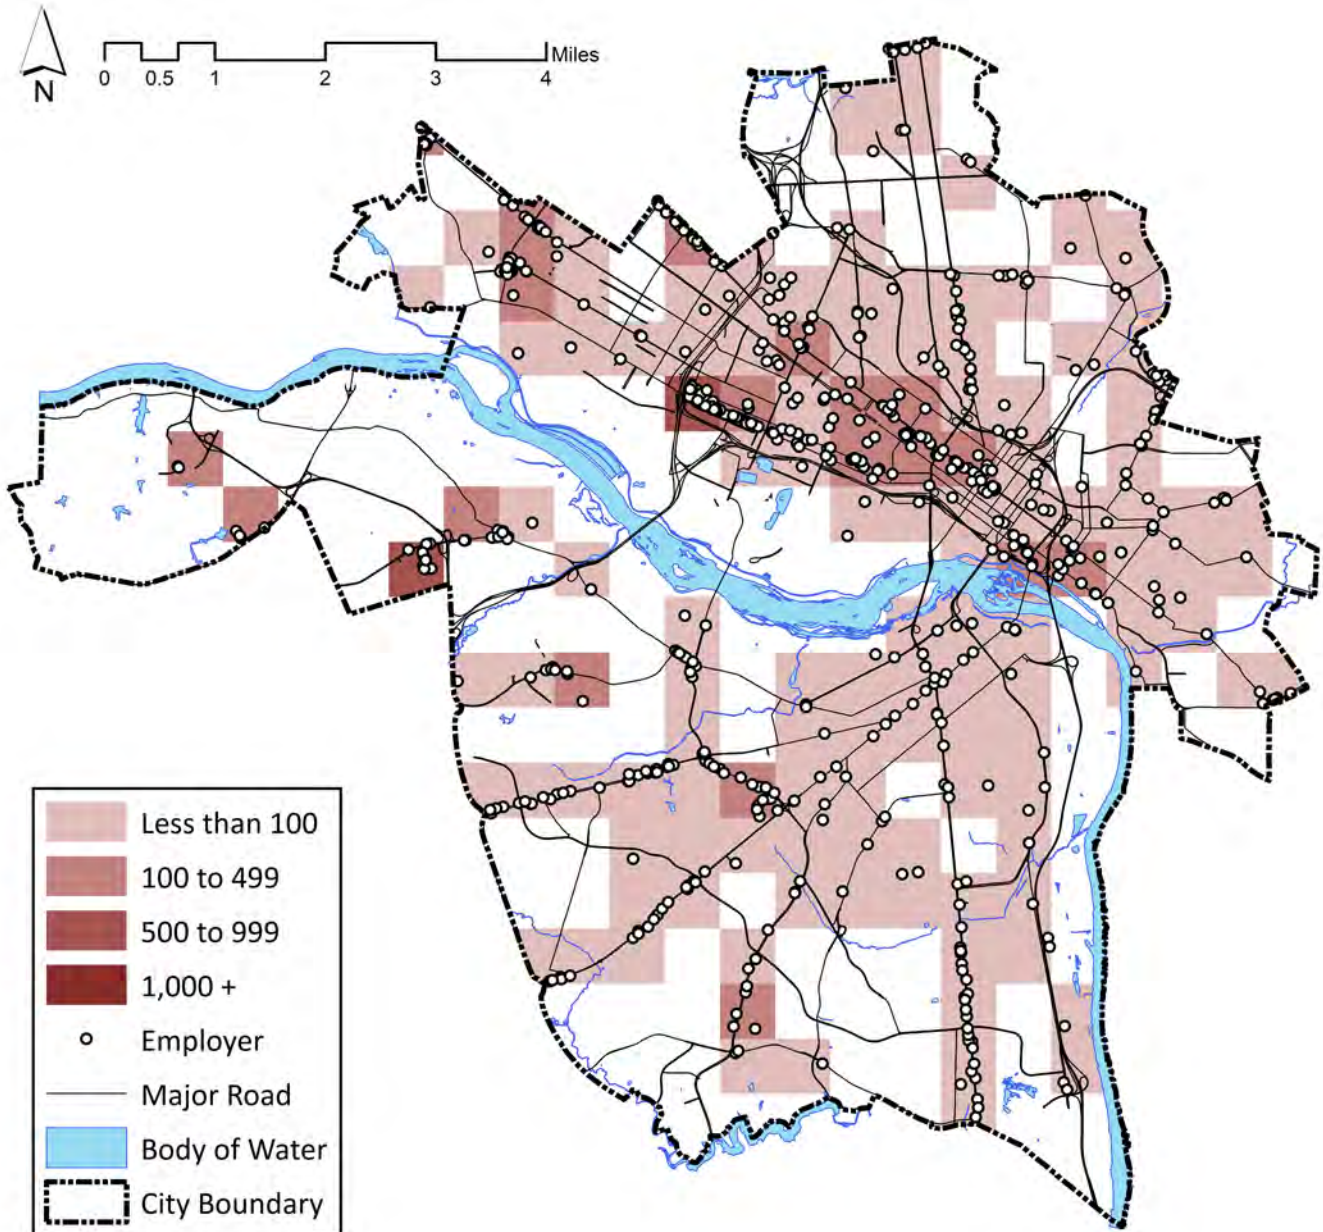 Miles
N
0 0.5 1 2 3 4
Less than 100
100 to 499
500 to 999
1,000 +
Employer
Major Road
Body of Water
City Boundary